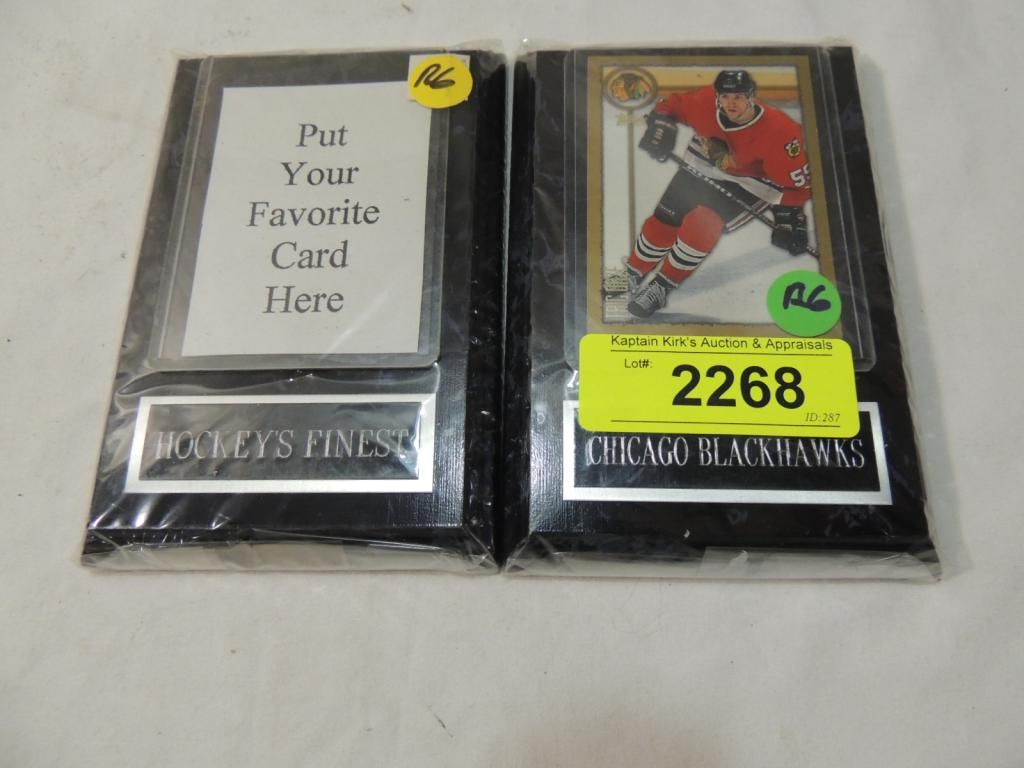 R6
Put
Your
Favorite
Card
Here
HOCKEY'S FINEST
R6
Kaptain Kirk's Auction & Appraisals
Lot#:
2268
ID:287
CHICAGO BLACKHAWKS